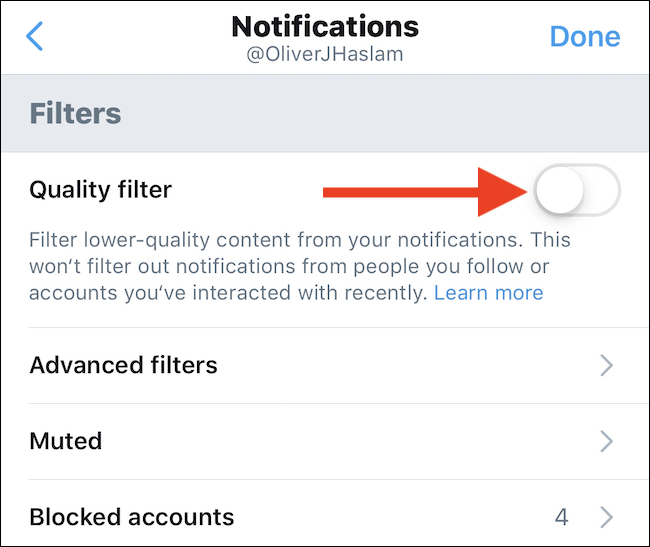 Notifications
Done
@OliverJHaslam
Filters
Quality filter
Filter lower-quality content from your notifications. This
won’t filter out notifications from people you follow or
accounts you‘ve interacted with recently. Learn more
Advanced filters
Muted
Blocked accounts 4